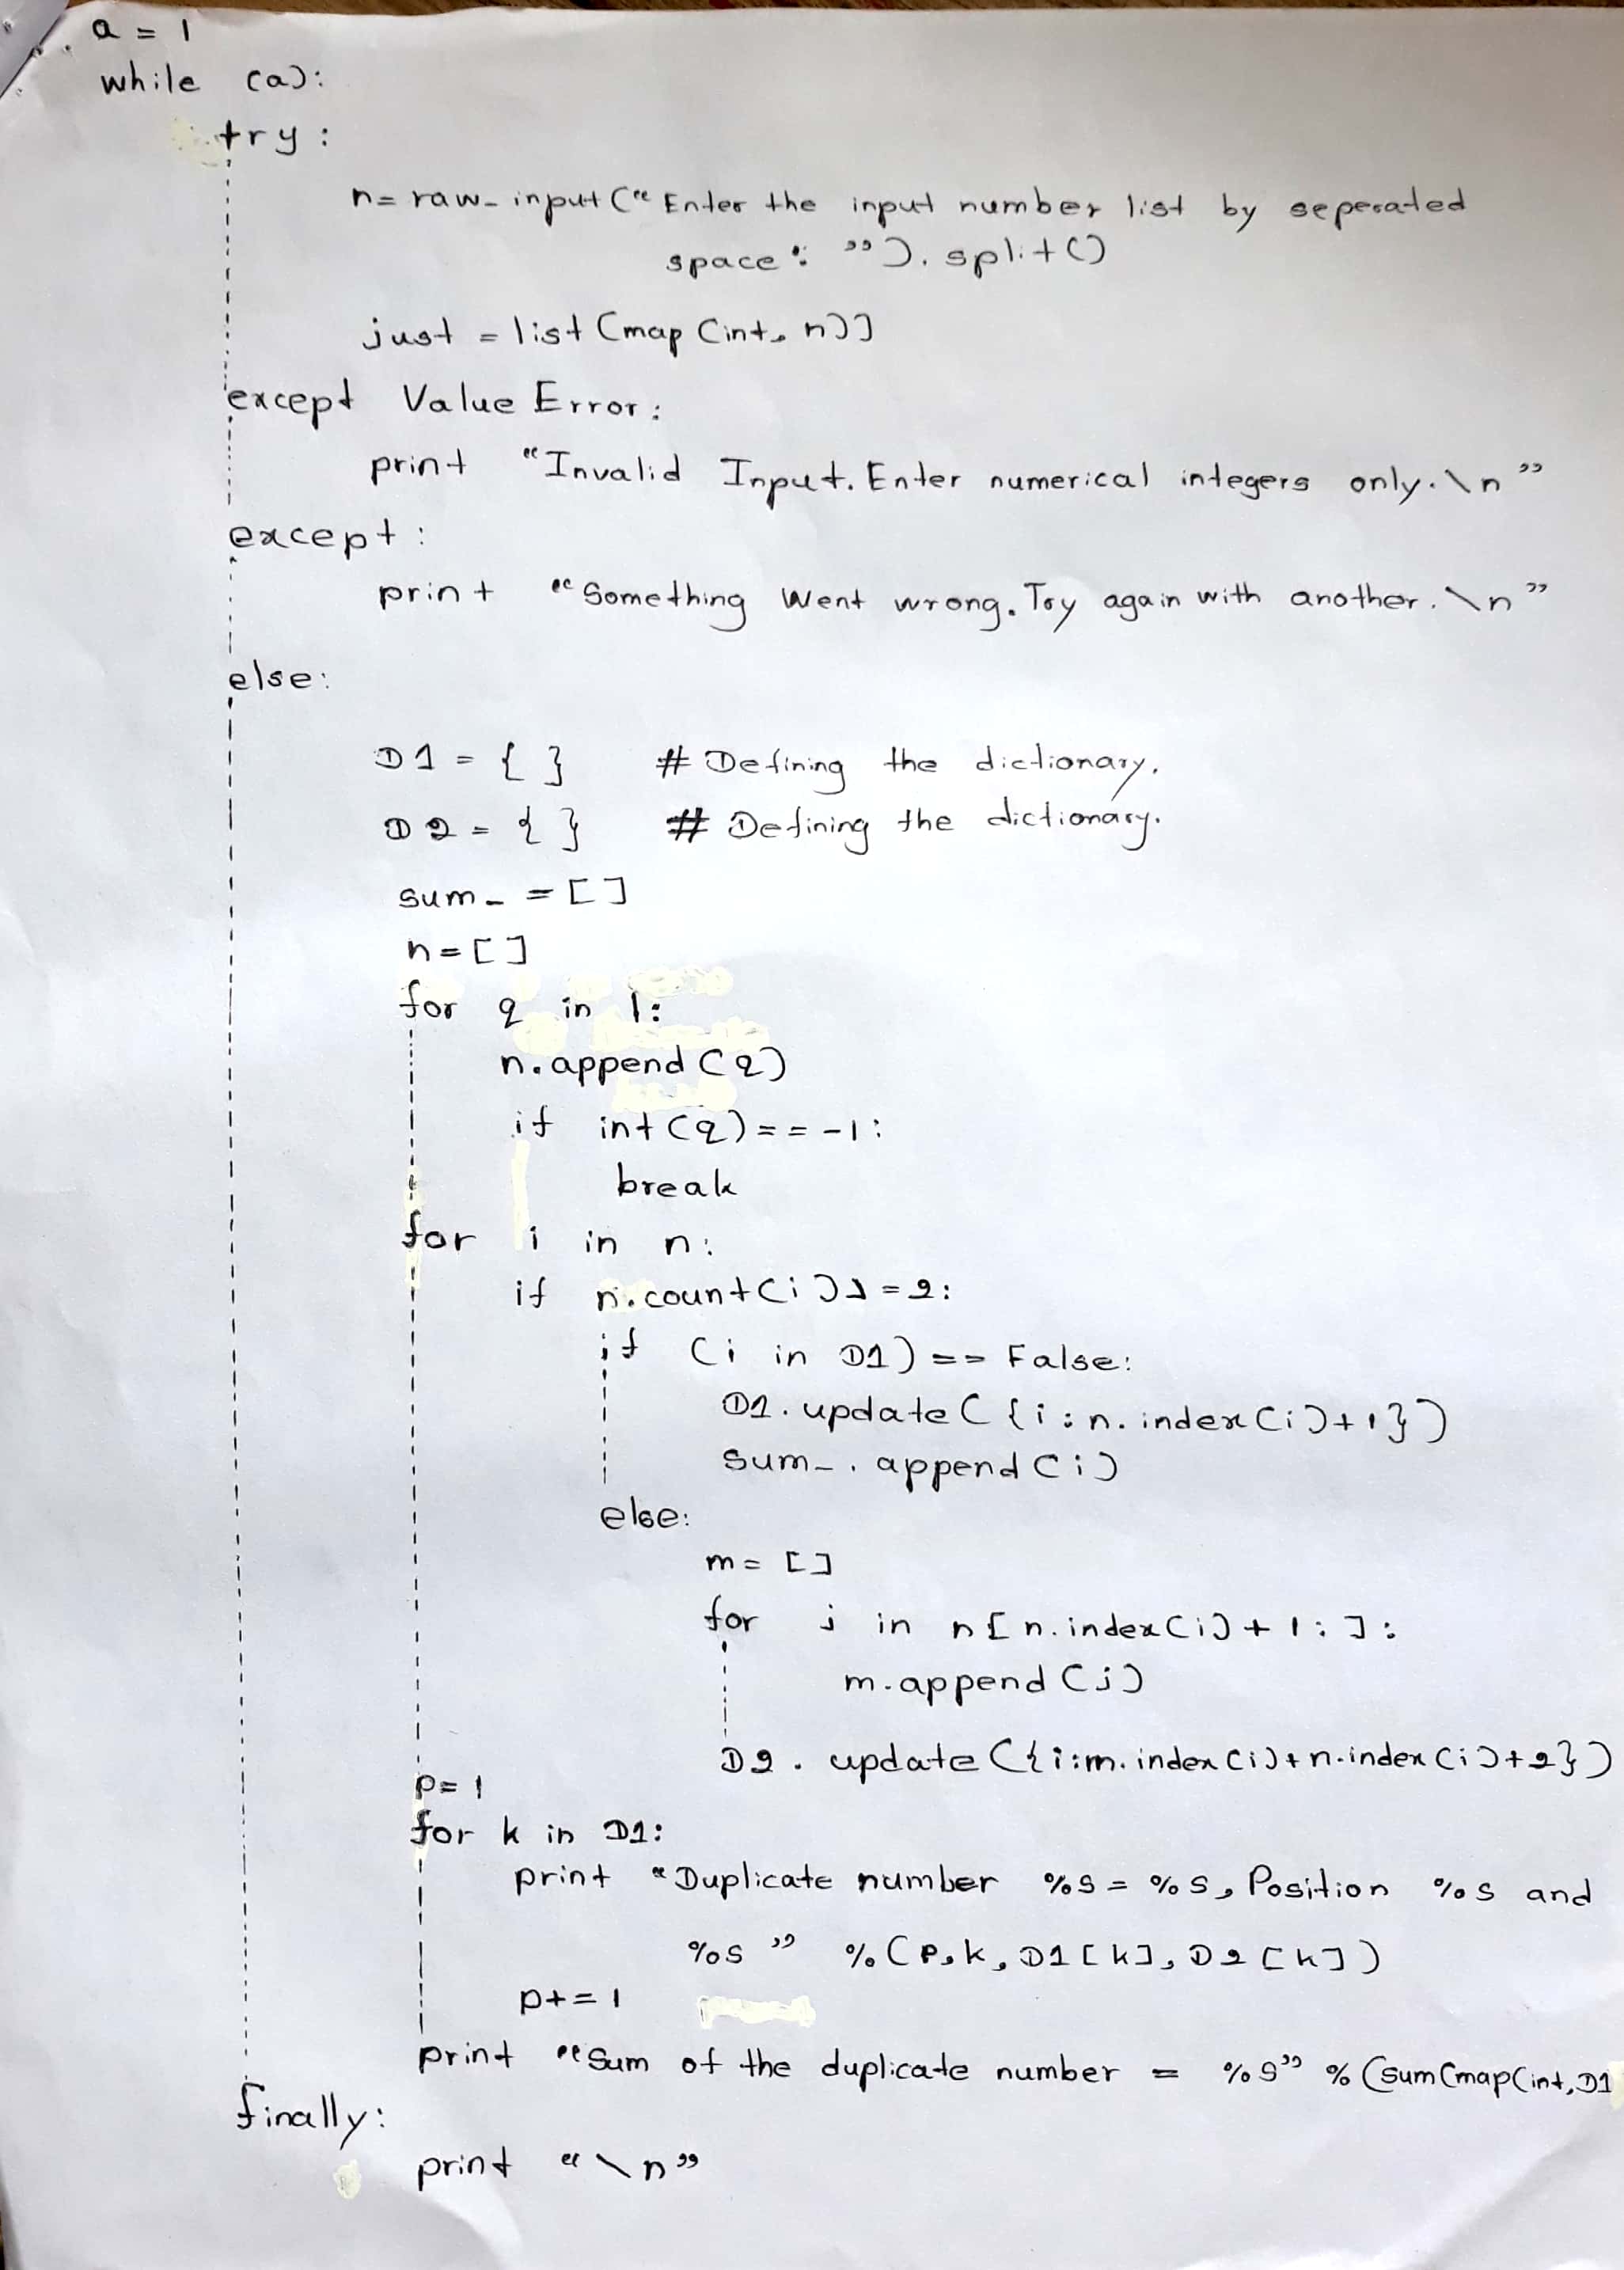 a = 1
while (a):
try :
n= raw_input (" Enter the input number list by seperated
space : "). split()
just = list (map (int, n))
except Value Error :
print "Invalid Input. Enter numerical integers only. \n "
except :
print " Something Went wrong. Try again with another. \n "
else:
D1 = { } # Defining the dictionary.
D2 = { } # Defining the dictionary.
sum_ = [ ]
n = [ ]
for q in l:
n. append (q)
if int (q) == -1 :
break
for i in n:
if n. count (i) = 2:
if (i in D1) == False:
D1. update ( {i : n. index (i) + 1 } )
sum_. append (i)
else:
m = [ ]
for j in n [ n. index (i) + 1 : ] :
m. append (j)
D2 . update ({i:m. index (i) + n. index (i) + 2 } )
p= 1
for k in D1:
print " Duplicate number %s = %s, Position %s and
%s " % (p, k, D1 [k], D2 [k] )
p+= 1
print " Sum of the duplicate number = %s" % (sum (map (int, D1
finally:
print " \n "